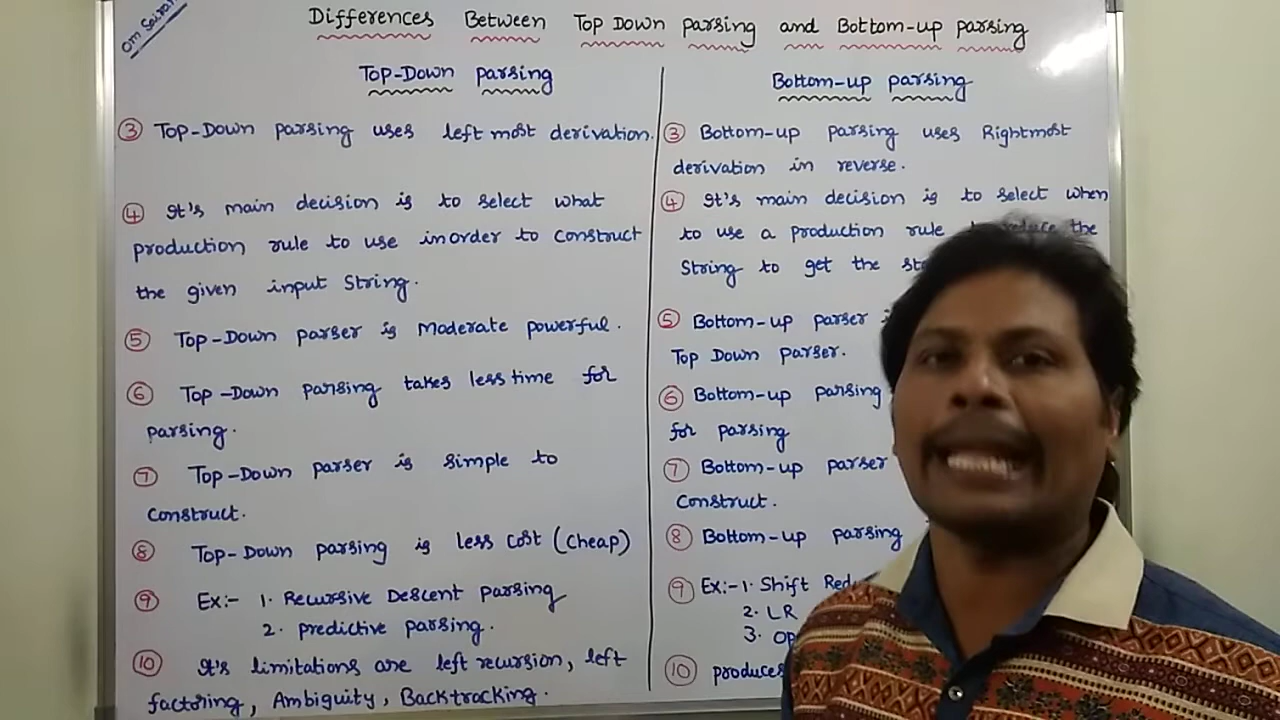 Om Sairam
Differences Between Top Down parsing and Bottom-up parsing
Top-Down parsing
③ Top-Down parsing uses left most derivation.
④ It's main decision is to select what
production rule to use inorder to construct
the given input String.
⑤ Top-Down parser is Moderate powerful.
⑥ Top-Down parsing takes less time for
parsing.
⑦ Top-Down parser is simple to
construct.
⑧ Top-Down parsing is less cost (cheap)
⑨ Ex:- 1. Recursive Descent parsing
2. predictive parsing.
⑩ It's limitations are left recursion, left
factoring, Ambiguity, Backtracking.
Bottom-up parsing
③ Bottom-up parsing uses Rightmost
derivation in reverse.
④ It's main decision is to select when
to use a production rule to reduce the
String to get the
⑤ Bottom-up parser
Top Down parser.
⑥ Bottom-up parsing
for parsing
⑦ Bottom-up parser
construct.
⑧ Bottom-up parsing
⑨ Ex:- 1. Shift
2. LR
3.
⑩ produces